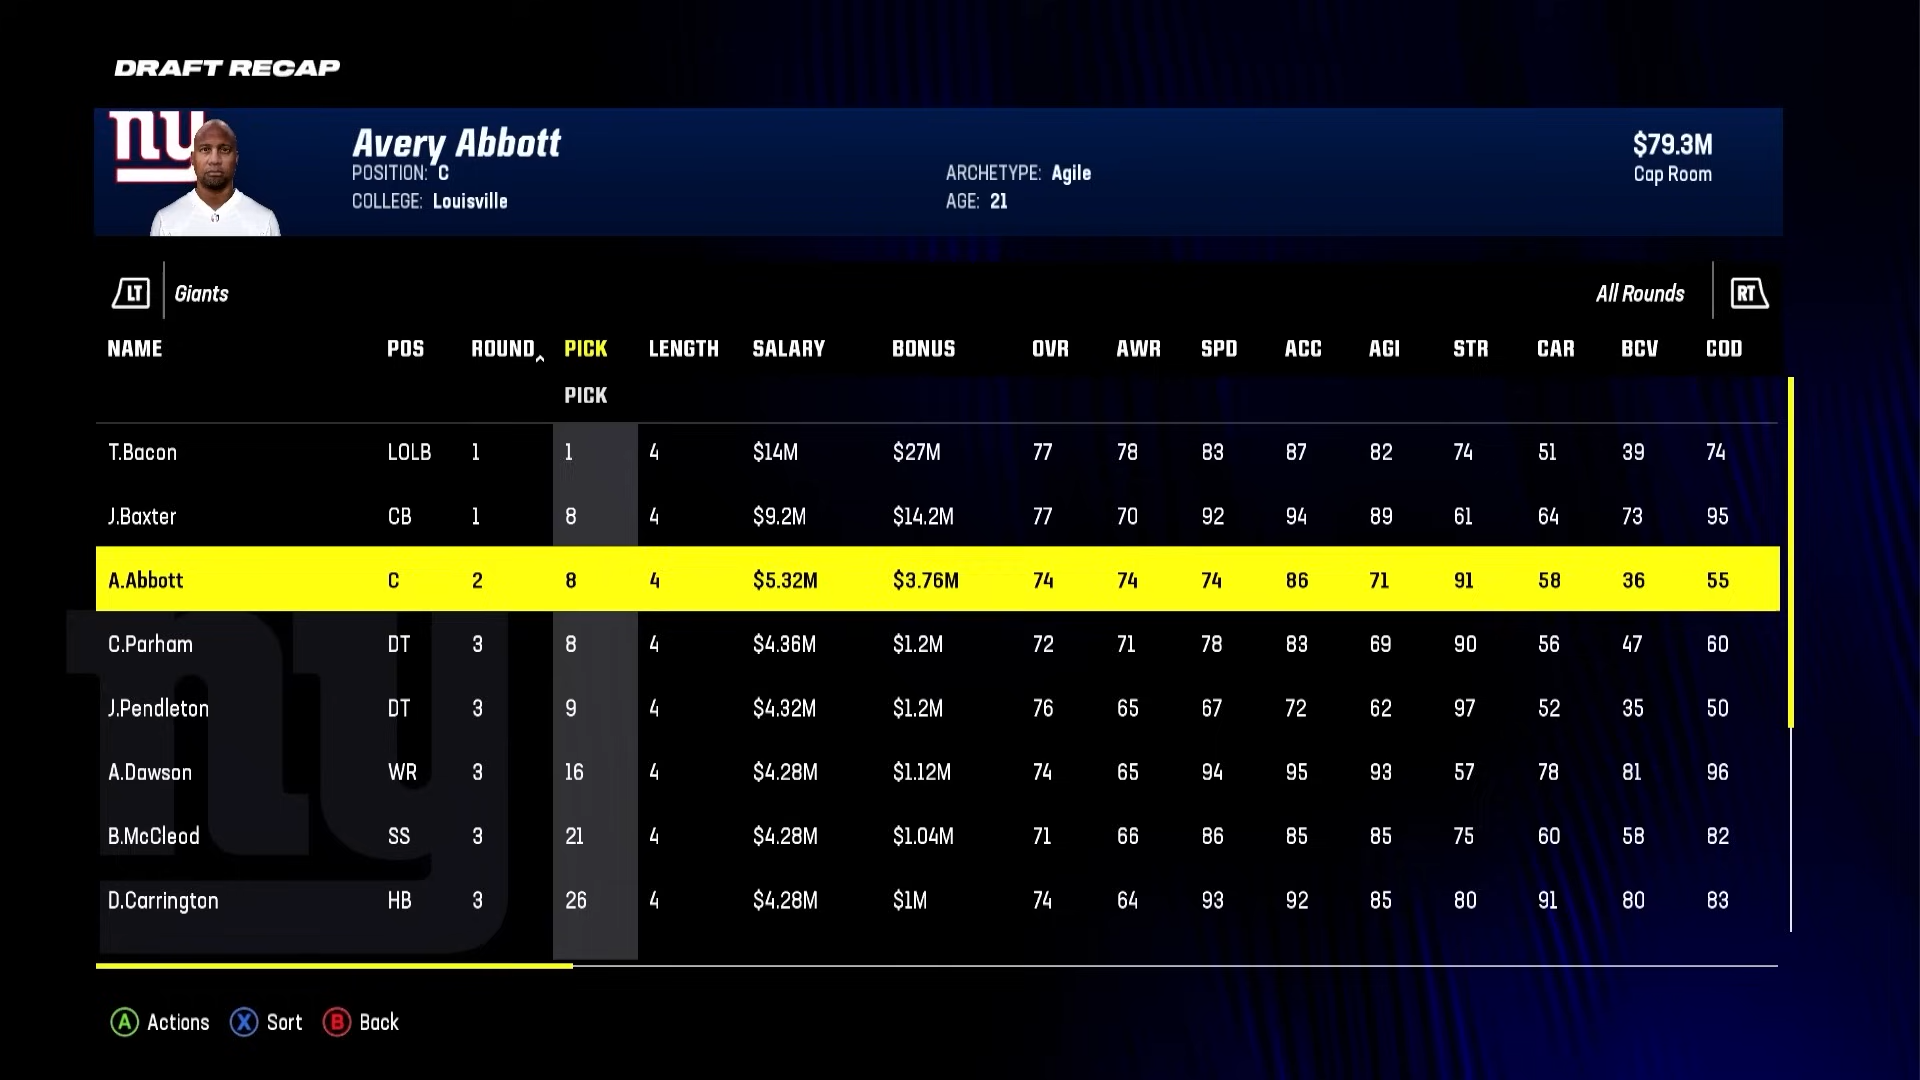 DRAFT RECAP
ny
Avery Abbott
POSITION: C
COLLEGE: Louisville
ARCHETYPE: Agile
AGE: 21
$79.3M
Cap Room
LT Giants All Rounds RT
NAME POS ROUND PICK LENGTH SALARY BONUS OVR AWR SPD ACC AGI STR CAR BCV COD
PICK
T.Bacon LOLB 1 1 4 $14M $27M 77 78 83 87 82 74 51 39 74
J.Baxter CB 1 8 4 $9.2M $14.2M 77 70 92 94 89 61 64 73 95
A.Abbott C 2 8 4 $5.32M $3.76M 74 74 74 86 71 91 58 36 55
C.Parham DT 3 8 4 $4.36M $1.2M 72 71 78 83 69 90 56 47 60
J.Pendleton DT 3 9 4 $4.32M $1.2M 76 65 67 72 62 97 52 35 50
A.Dawson WR 3 16 4 $4.28M $1.12M 74 65 94 95 93 57 78 81 96
B.McCleod SS 3 21 4 $4.28M $1.04M 71 66 86 85 85 75 60 58 82
D.Carrington HB 3 26 4 $4.28M $1M 74 64 93 92 85 80 91 80 83
ny
A Actions X Sort B Back